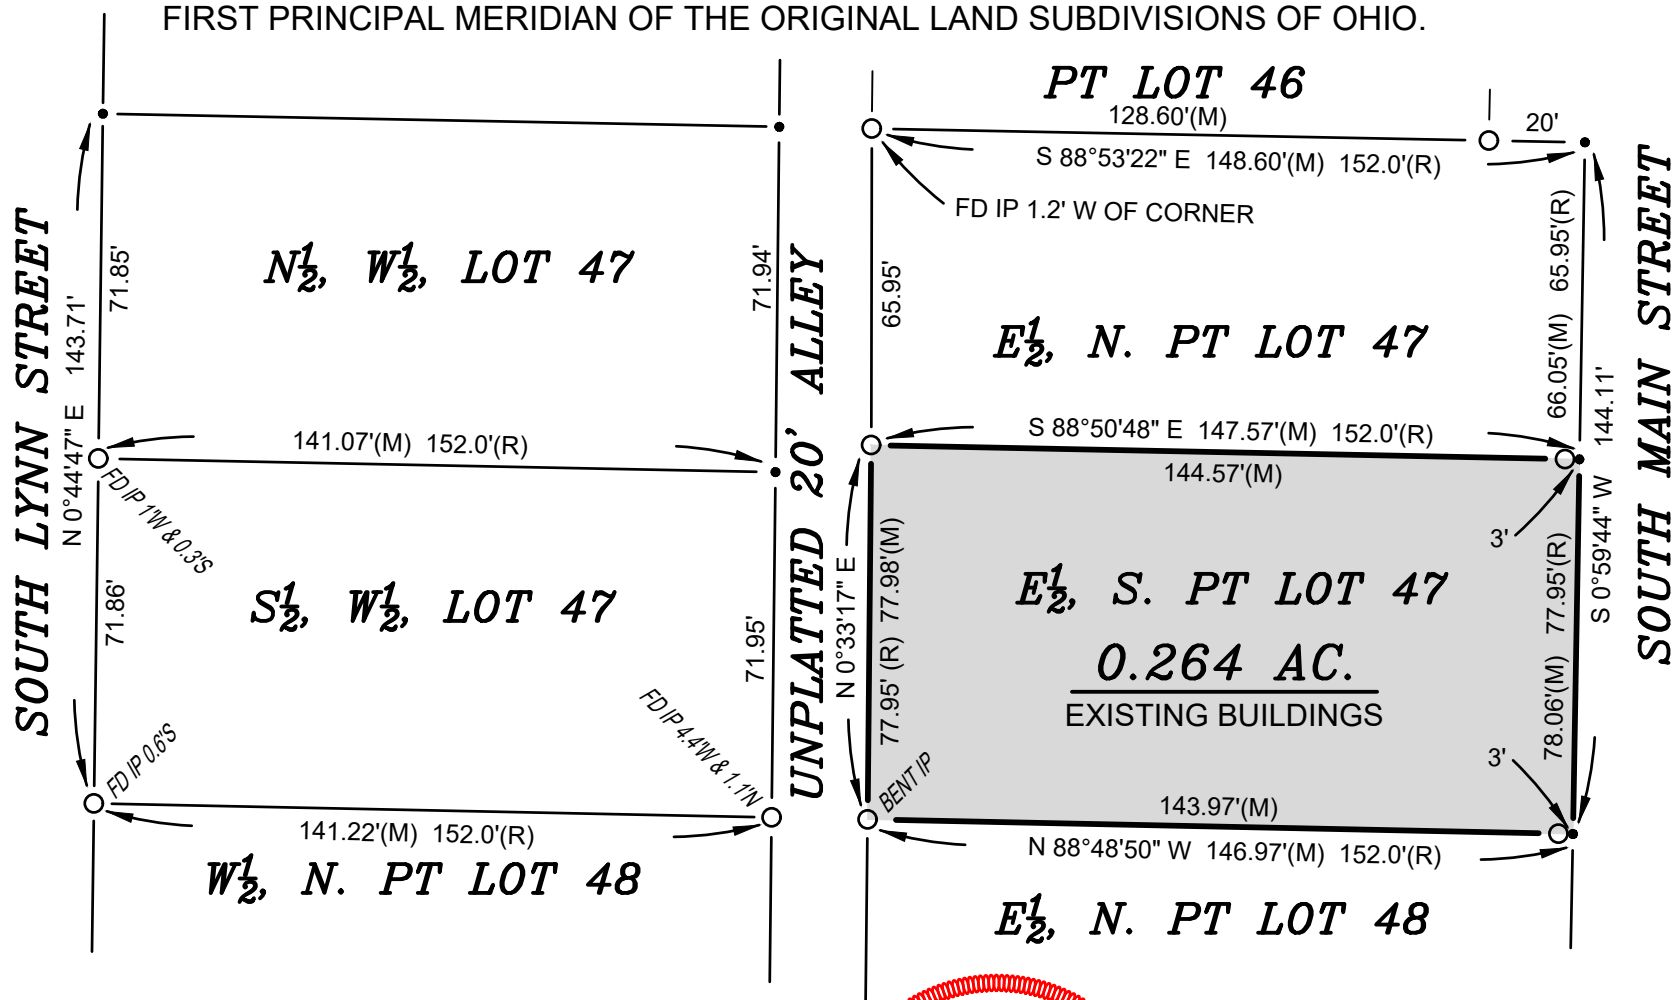 FIRST PRINCIPAL MERIDIAN OF THE ORIGINAL LAND SUBDIVISIONS OF OHIO.
PT LOT 46
128.60'(M)
20'
S 88°53'22" E 148.60'(M) 152.0'(R)
FD IP 1.2' W OF CORNER
SOUTH LYNN STREET
N 0°44'47" E 143.71'
71.85'
N½, W½, LOT 47
71.94'
UNPLATTED 20' ALLEY
65.95'
E½, N. PT LOT 47
66.05'(M) 65.95'(R)
S 0°59'44" W 144.11'
SOUTH MAIN STREET
141.07'(M) 152.0'(R)
FD IP 1'W & 0.3'S
S 88°50'48" E 147.57'(M) 152.0'(R)
144.57'(M)
3'
71.86'
S½, W½, LOT 47
71.95'
N 0°33'17" E
77.95' (R) 77.98'(M)
E½, S. PT LOT 47
0.264 AC.
EXISTING BUILDINGS
78.06'(M) 77.95'(R)
3'
FD IP 0.6'S
FD IP 4.4'W & 1.1'N
BENT IP
143.97'(M)
141.22'(M) 152.0'(R)
N 88°48'50" W 146.97'(M) 152.0'(R)
W½, N. PT LOT 48
E½, N. PT LOT 48